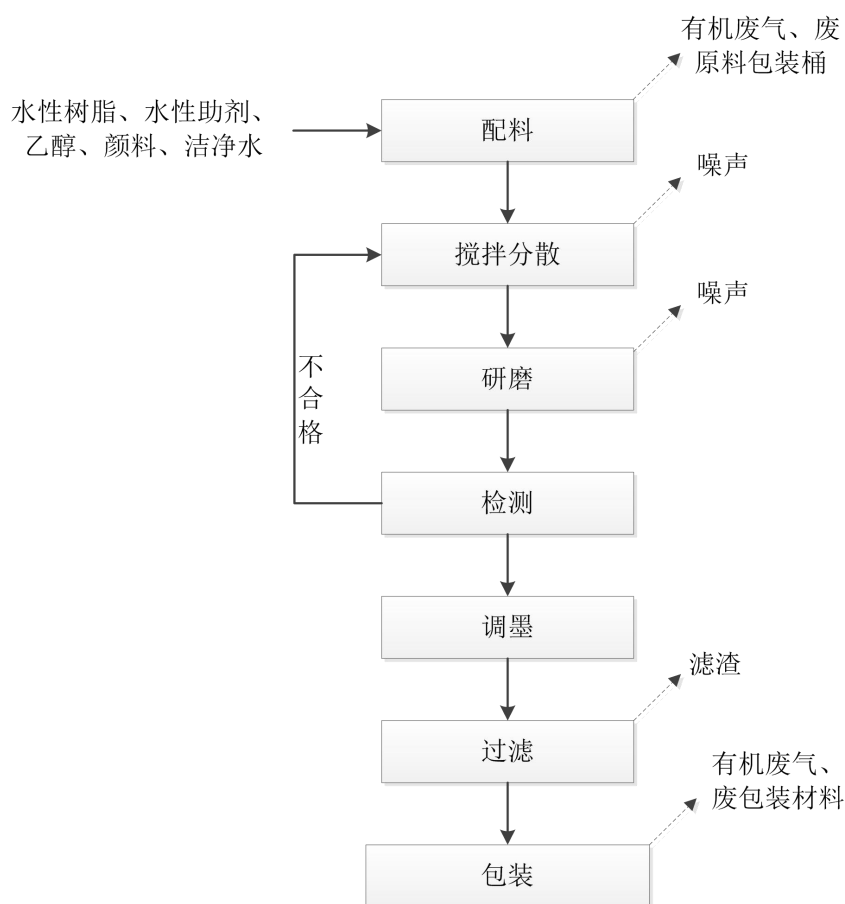 有机废气、废
原料包装桶
水性树脂、水性助剂、
乙醇、颜料、洁净水
配料
噪声
搅拌分散
噪声
研磨
不
合
格
检测
调墨
滤渣
过滤
有机废气、
废包装材料
包装